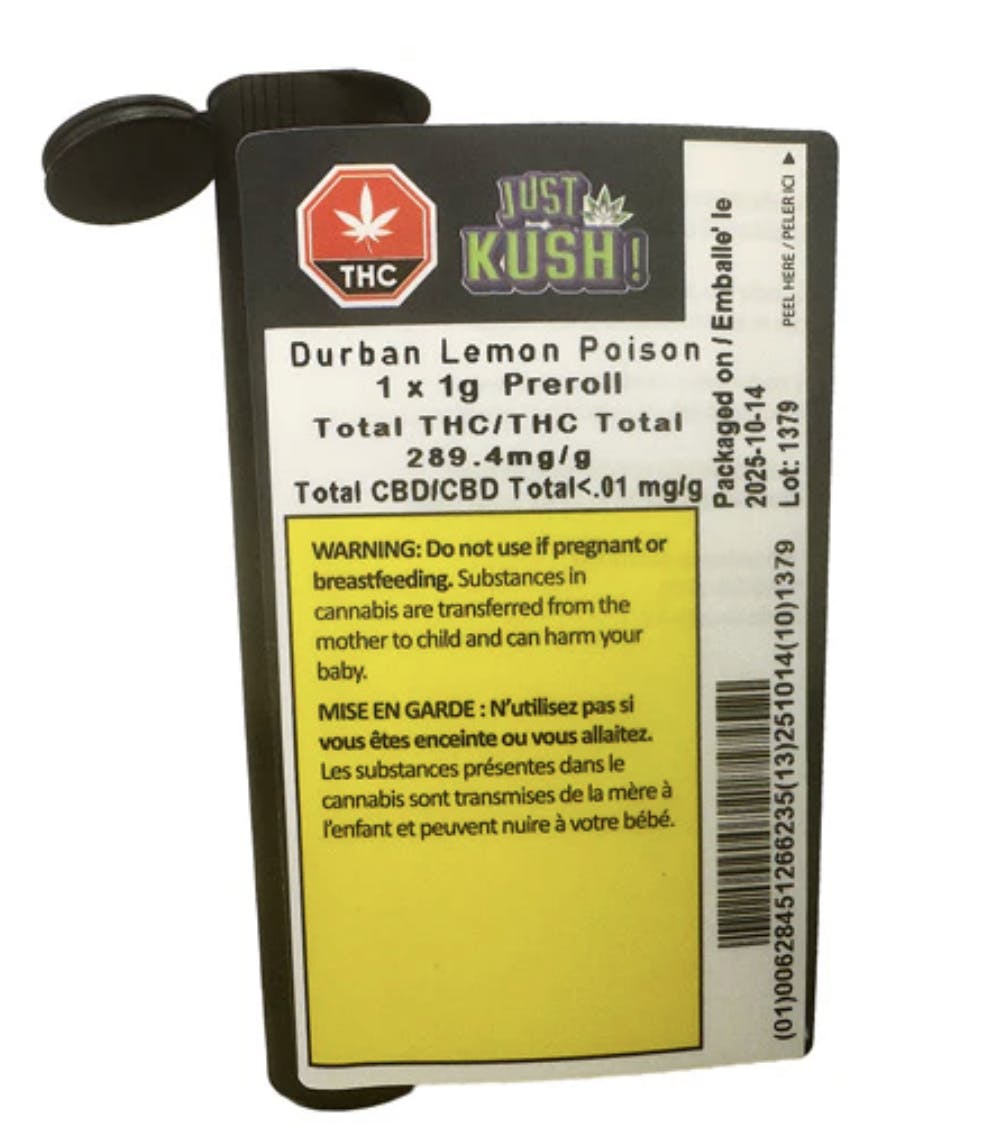 THC
JUST
KUSH!
Durban Lemon Poison
1 x 1g Preroll
Total THC/THC Total
289.4mg/g
Total CBD/CBD Total<.01 mg/g
WARNING: Do not use if pregnant or
breastfeeding. Substances in
cannabis are transferred from the
mother to child and can harm your
baby.
MISE EN GARDE : N'utilisez pas si
vous êtes enceinte ou vous allaitez.
Les substances présentes dans le
cannabis sont transmises de la mère à
l'enfant et peuvent nuire à votre bébé.
Packaged on / Emballe' le
2025-10-14
Lot: 1379
PEEL HERE / PELER ICI ▶
(01)00628451266235(13)251014(10)1379